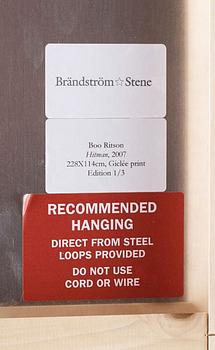 Brändström☆Stene
Boo Ritson
Hitman, 2007
228X114cm, Giclée print
Edition 1/3
RECOMMENDED
HANGING
DIRECT FROM STEEL
LOOPS PROVIDED
DO NOT USE
CORD OR WIRE